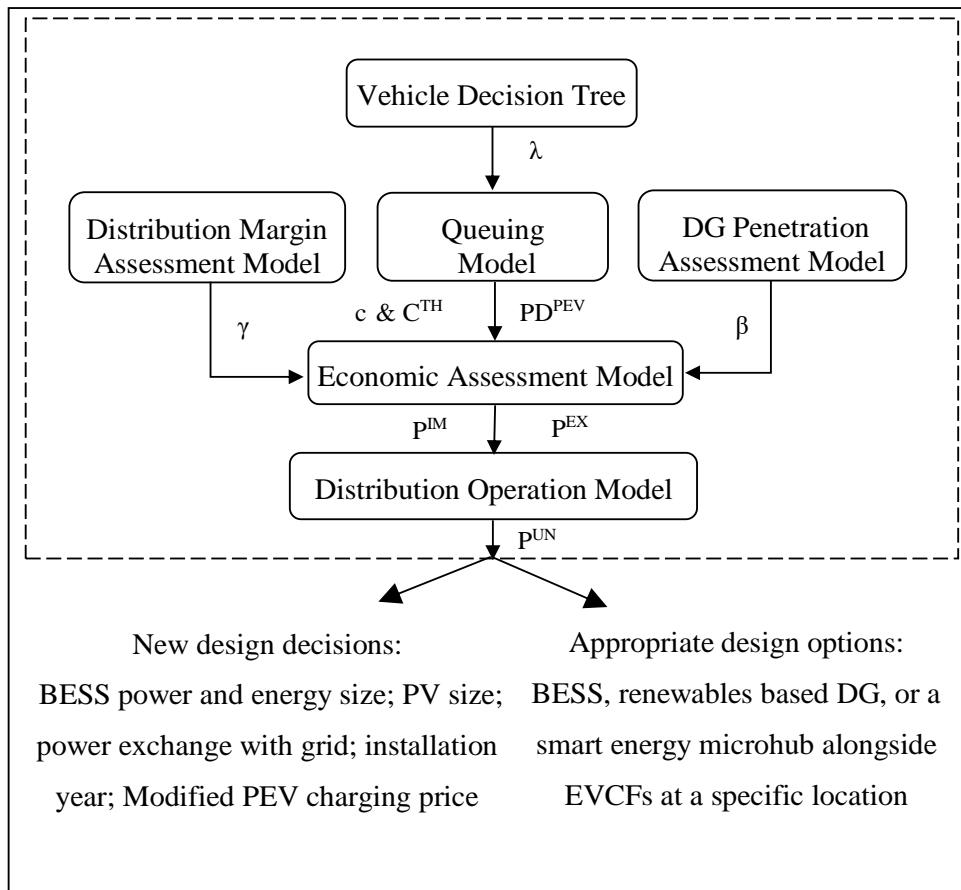 Vehicle Decision Tree
λ
Distribution Margin
Assessment Model
Queuing
Model
DG Penetration
Assessment Model
γ
c & C^TH
PD^PEV
β
Economic Assessment Model
P^IM
P^EX
Distribution Operation Model
P^UN
New design decisions:
BESS power and energy size; PV size;
power exchange with grid; installation
year; Modified PEV charging price
Appropriate design options:
BESS, renewables based DG, or a
smart energy microhub alongside
EVCFs at a specific location